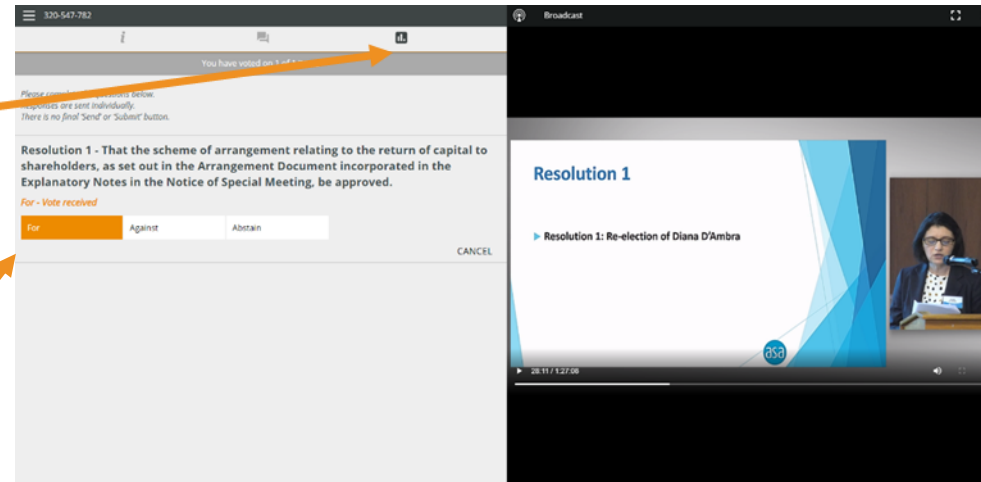 320-547-782
i
You have voted on 1 of 1
Responses are sent individually.
There is no final 'Send' or 'Submit' button.
Resolution 1 - That the scheme of arrangement relating to the return of capital to
shareholders, as set out in the Arrangement Document incorporated in the
Explanatory Notes in the Notice of Special Meeting, be approved.
For - Vote received
For
Against
Abstain
CANCEL
Broadcast
Resolution 1
Resolution 1: Re-election of Diana D'Ambra
asa
28:11 / 1:27:06